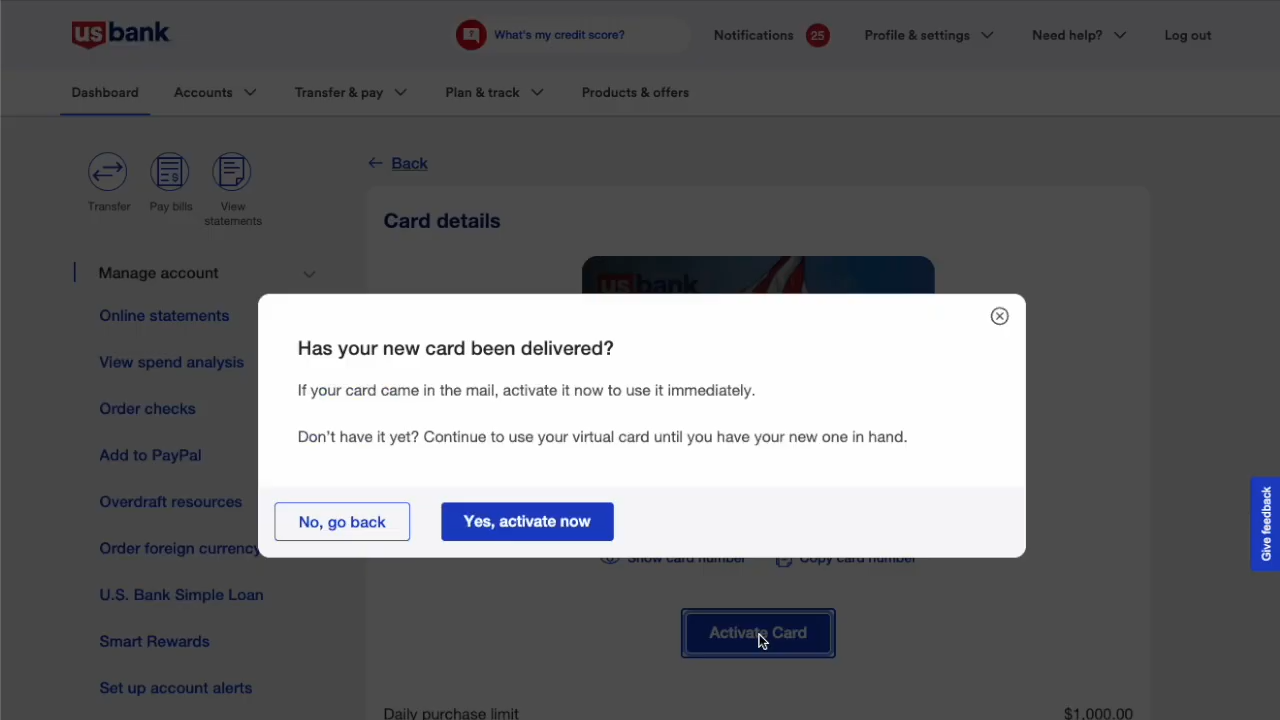 usbank
What's my credit score?
Notifications 25
Profile & settings
Need help?
Log out
Dashboard
Accounts
Transfer & pay
Plan & track
Products & offers
Transfer
Pay bills
View statements
Back
Card details
usbank
Manage account
Online statements
View spend analysis
Order checks
Add to PayPal
Overdraft resources
Order foreign currency
U.S. Bank Simple Loan
Smart Rewards
Set up account alerts
Has your new card been delivered?
If your card came in the mail, activate it now to use it immediately.
Don't have it yet? Continue to use your virtual card until you have your new one in hand.
No, go back
Yes, activate now
Show card number
Copy card number
Activate Card
Daily purchase limit
$1,000.00
Give feedback